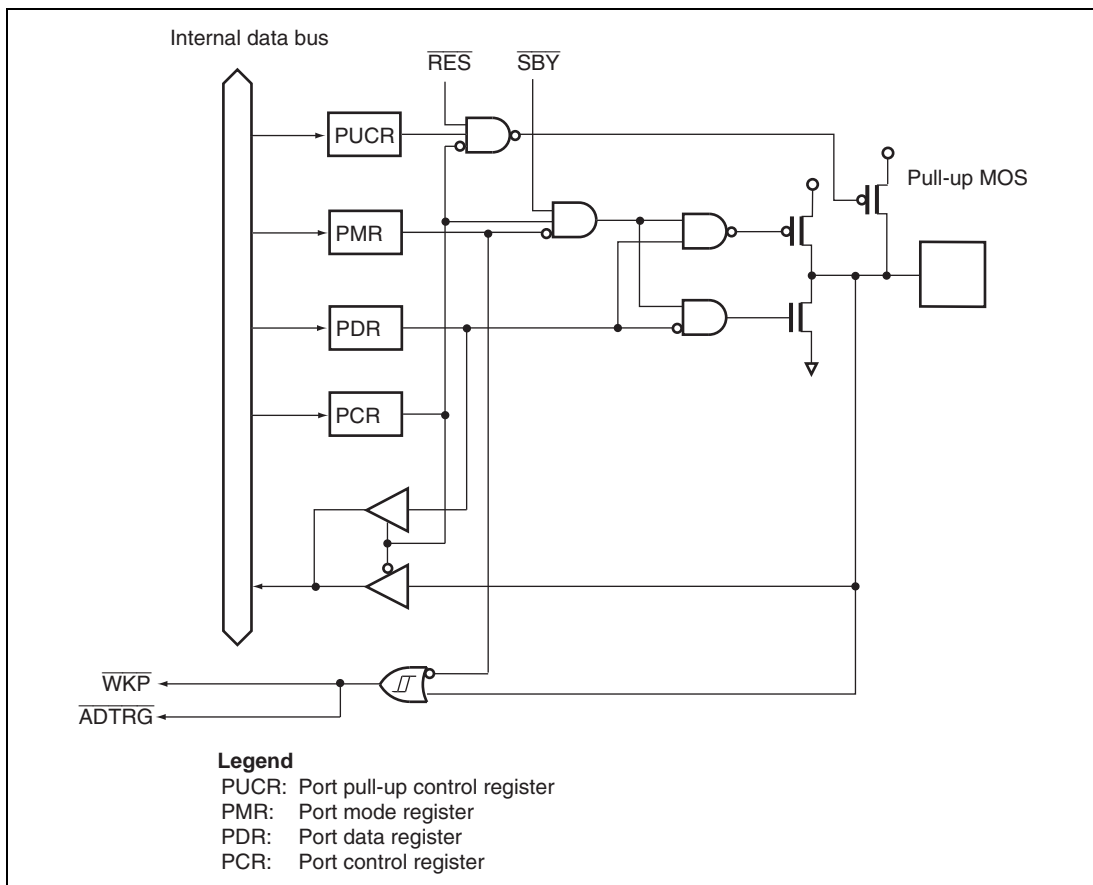 Internal data bus
RES
SBY
PUCR
Pull-up MOS
PMR
PDR
PCR
WKP
ADTRG
Legend
PUCR: Port pull-up control register
PMR: Port mode register
PDR: Port data register
PCR: Port control register